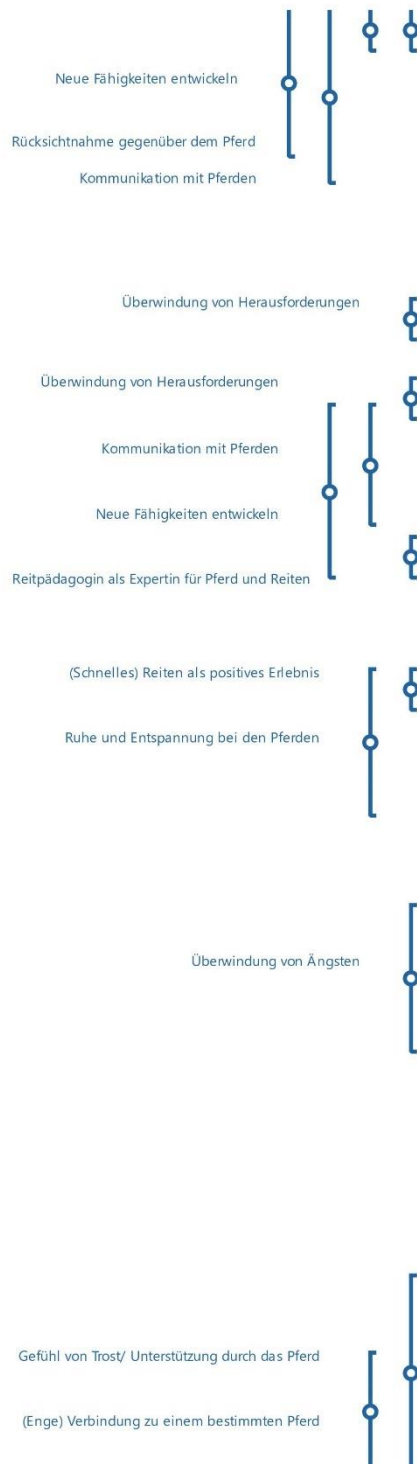 Neue Fähigkeiten entwickeln
Rücksichtnahme gegenüber dem Pferd
Kommunikation mit Pferden
Überwindung von Herausforderungen
Überwindung von Herausforderungen
Kommunikation mit Pferden
Neue Fähigkeiten entwickeln
Reitpädagogin als Expertin für Pferd und Reiten
(Schnelles) Reiten als positives Erlebnis
Ruhe und Entspannung bei den Pferden
Überwindung von Ängsten
Gefühl von Trost/ Unterstützung durch das Pferd
(Enge) Verbindung zu einem bestimmten Pferd